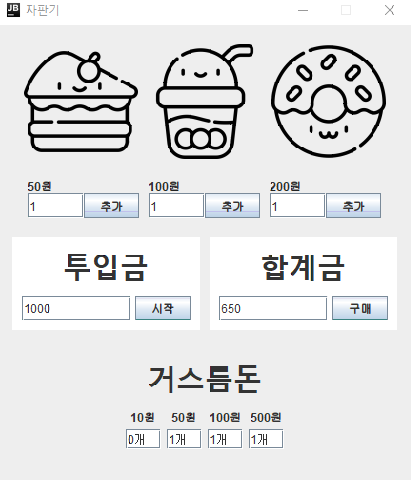 JB 자판기
50원 100원 200원
1 추가 1 추가 1 추가
투입금 합계금
1000 시작 650 구매
거스름돈
10원 50원 100원 500원
0개 1개 1개 1개